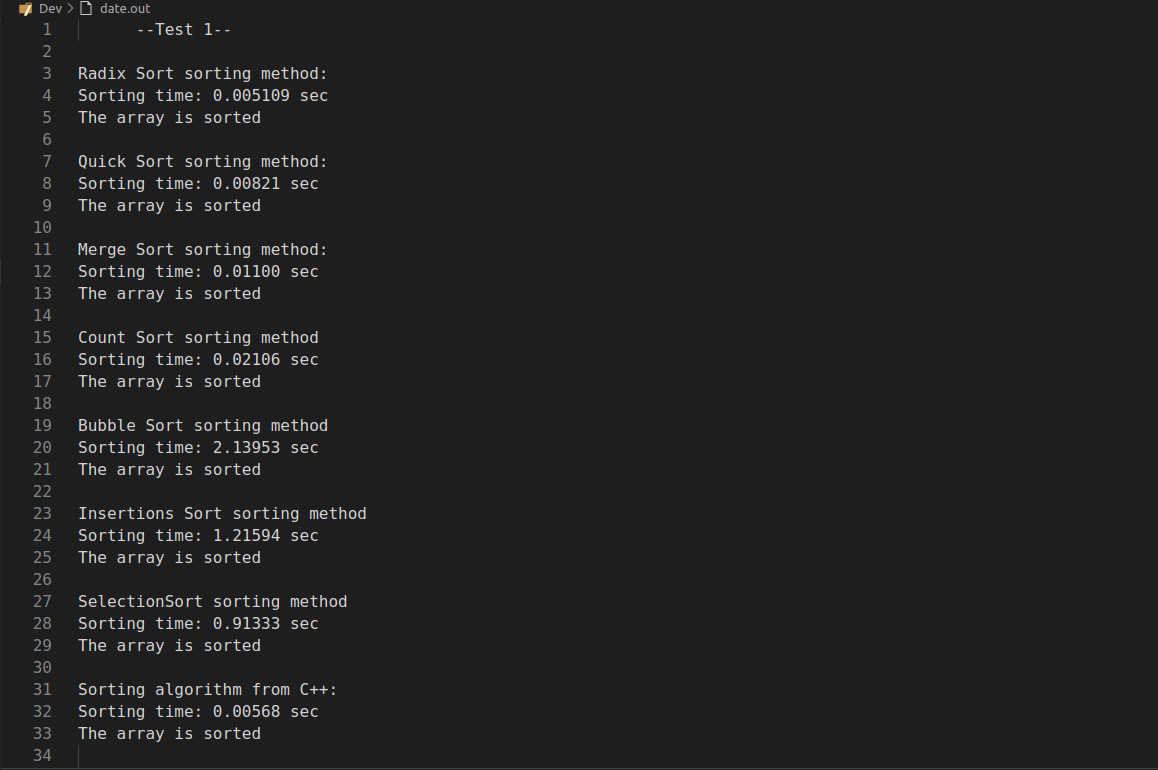 Dev > date.out
1 --Test 1--
2
3 Radix Sort sorting method:
4 Sorting time: 0.005109 sec
5 The array is sorted
6
7 Quick Sort sorting method:
8 Sorting time: 0.00821 sec
9 The array is sorted
10
11 Merge Sort sorting method:
12 Sorting time: 0.01100 sec
13 The array is sorted
14
15 Count Sort sorting method
16 Sorting time: 0.02106 sec
17 The array is sorted
18
19 Bubble Sort sorting method
20 Sorting time: 2.13953 sec
21 The array is sorted
22
23 Insertions Sort sorting method
24 Sorting time: 1.21594 sec
25 The array is sorted
26
27 SelectionSort sorting method
28 Sorting time: 0.91333 sec
29 The array is sorted
30
31 Sorting algorithm from C++:
32 Sorting time: 0.00568 sec
33 The array is sorted
34